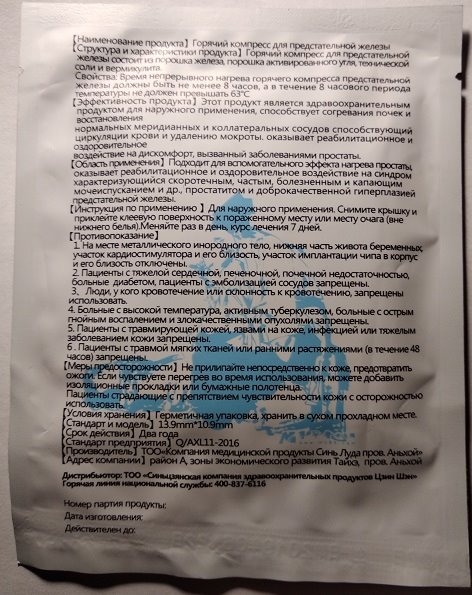 【Наименование продукта】Горячий компресс для предстательной железы
【Структура и характеристики продукта】Горячий компресс для предстательной
железы состоит из порошка железа, порошка активированного угля, технической
соли и вермикулита.
Свойства: Время непрерывного нагрева горячего компресса предстательной
железы должны быть не менее 8 часов, а в течение 8 часового периода
температуры не должен превышать 63°C
【Эффективность продукта】Этот продукт является здравоохранительным
продуктом для наружного применения, способствует согревания почек и
восстановления
нормальных меридианных и коллатеральных сосудов способствующий
циркуляции крови и удалению мокроты. оказывает реабилитационное и
оздоровительное
воздействие на дискомфорт, вызванный заболеваниями простаты.
【Область применения】Подходит для вспомогательного эффекта нагрева простаты,
оказывает реабилитационное и оздоровительное воздействие на синдром
характеризующийся скоротечным, частым, болезненным и капающим
мочеиспусканием и др., простатитом и доброкачественной гиперплазией
предстательной железы.
【Инструкция по применению 】Для наружного применения. Снимите крышку и
приклейте клеевую поверхность к пораженному месту или месту очага (вне
нижнего белья).Меняйте раз в день, курс лечения 7 дней.
【Противопоказание】
1. На месте металлического инородного тело, нижняя часть живота беременных,
участок кардиостимулятора и его близость, участок имплантации чипа в корпус
и его близость отключены.
2. Пациенты с тяжелой сердечной, печеночной, почечной недостаточностью,
больные диабетом, пациенты с эмболизацией сосудов запрещены.
3、Люди, у кого кровотечение или склонность к кровотечению, запрещены
использовать.
4. Больные с высокой температура, активным туберкулезом, больные с острым
гнойным воспалением и злокачественными опухолями запрещены.
5. Пациенты с травмирующей кожей, язвами на коже, инфекцией или тяжелым
заболеванием кожи запрещены.
6 . Пациенты с травмой мягких тканей или ранними растяжениями (в течение 48
часов) запрещены.
【Меры предосторожности】Не прилипайте непосредственно к коже, предотвратить
ожоги. Если чувствуете перегрев во время использования, можете добавить
изоляционные прокладки или бумажные полотенца.
Пациенты страдающие с препятствием чувствительности кожи с осторожностью
использовать.
【Условия хранения】Герметичная упаковка, хранить в сухом прохладном месте.
【Стандарт и модель】13.9mm*10.9mm
【Срок действия】Два года
【Стандарт предприятия】Q/AXL11-2016
【Производитель】ТОО«Компания медицинской продукты Синь Луда пров. Аньхой»
【Адрес компании】район А, зоны экономического развития Тайхэ, пров. Аньхой
Дистрибьютор: ТОО «Синьцзянская компания здравоохранительных продуктов Цзин Шэн»
Горячая линия национальной службы: 400-837-6116
Номер партия продукты:
Дата изготовления:
Действителен до: